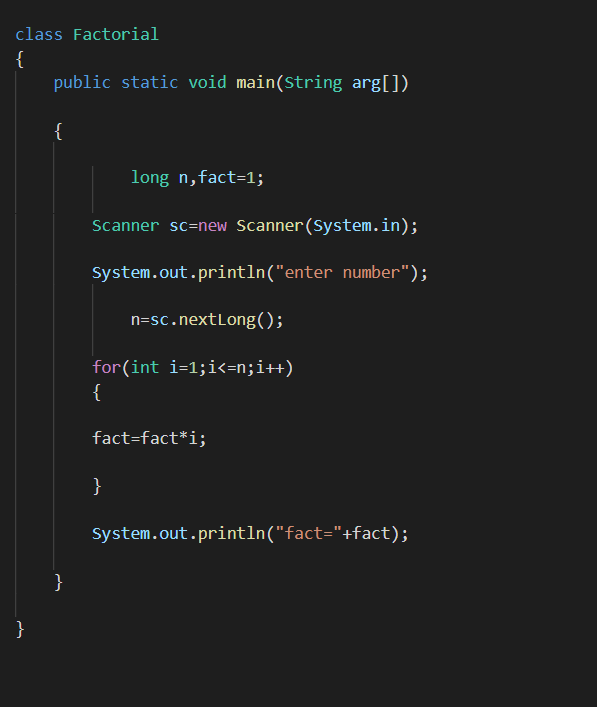 class Factorial
{
public static void main(String arg[])
{
long n,fact=1;
Scanner sc=new Scanner(System.in);
System.out.println("enter number");
n=sc.nextLong();
for(int i=1;i<=n;i++)
{
fact=fact*i;
}
System.out.println("fact="+fact);
}
}